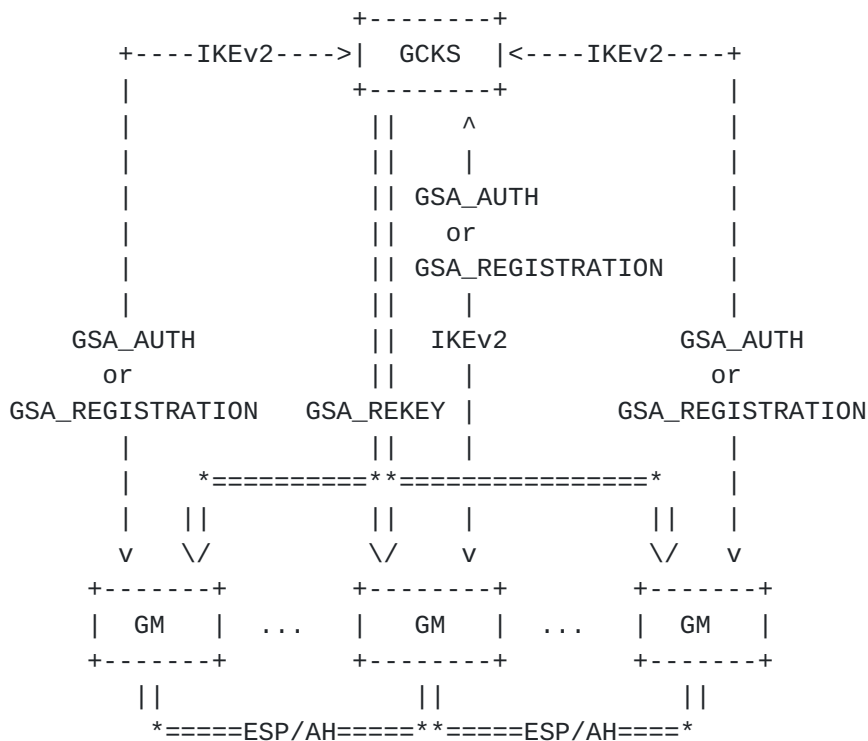 +--------+
+----IKEv2---->|  GCKS  |<----IKEv2----+
|              +--------+              |
|               ||    ^                |
|               ||    |                |
|               || GSA_AUTH            |
|               ||   or                |
|               || GSA_REGISTRATION    |
|               ||    |                |
GSA_AUTH           ||  IKEv2           GSA_AUTH
or               ||    |               or
GSA_REGISTRATION   GSA_REKEY |         GSA_REGISTRATION
|               ||    |                |
|    *==========**================*    |
|   ||          ||    |           ||   |
v   \/          \/    v           \/   v
+-------+        +--------+        +-------+
|  GM   |  ...   |   GM   |  ...   |  GM   |
+-------+        +--------+        +-------+
||                 ||                ||
*=====ESP/AH=====**=====ESP/AH====*